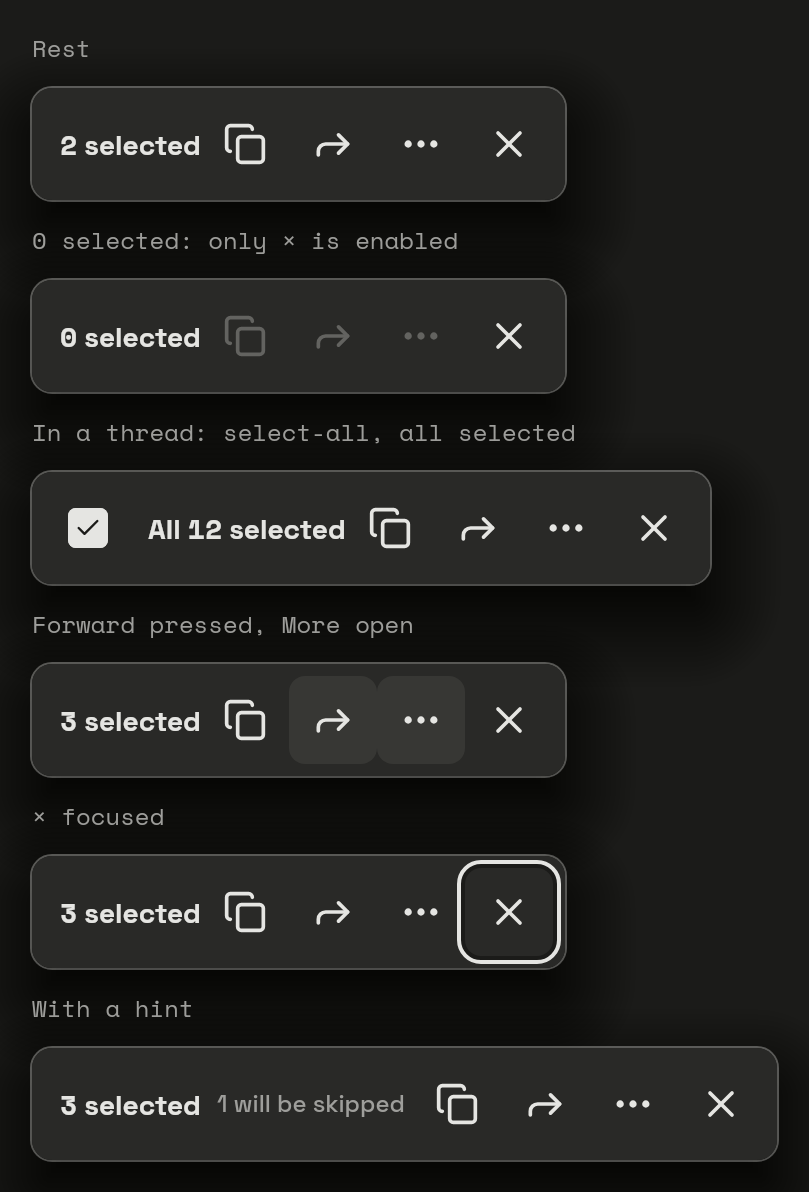 Rest
2 selected
0 selected: only × is enabled
0 selected
In a thread: select-all, all selected
All 12 selected
Forward pressed, More open
3 selected
× focused
3 selected
With a hint
3 selected 1 will be skipped